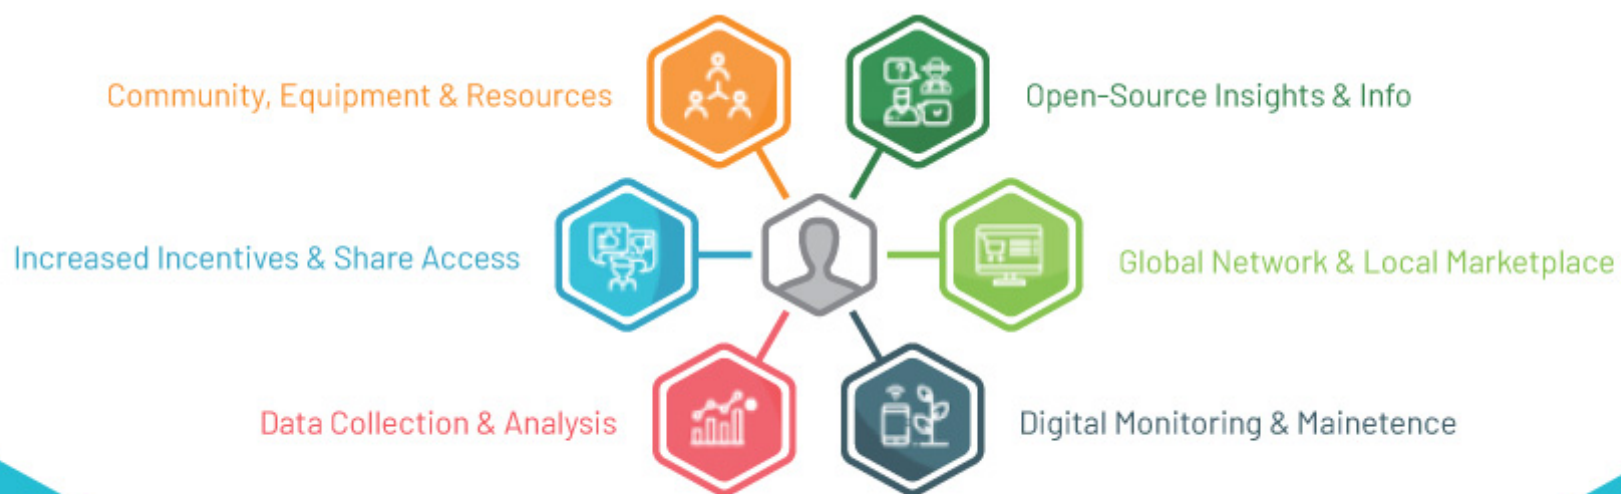 Community, Equipment & Resources
Open-Source Insights & Info
Increased Incentives & Share Access
Global Network & Local Marketplace
Data Collection & Analysis
Digital Monitoring & Mainetence